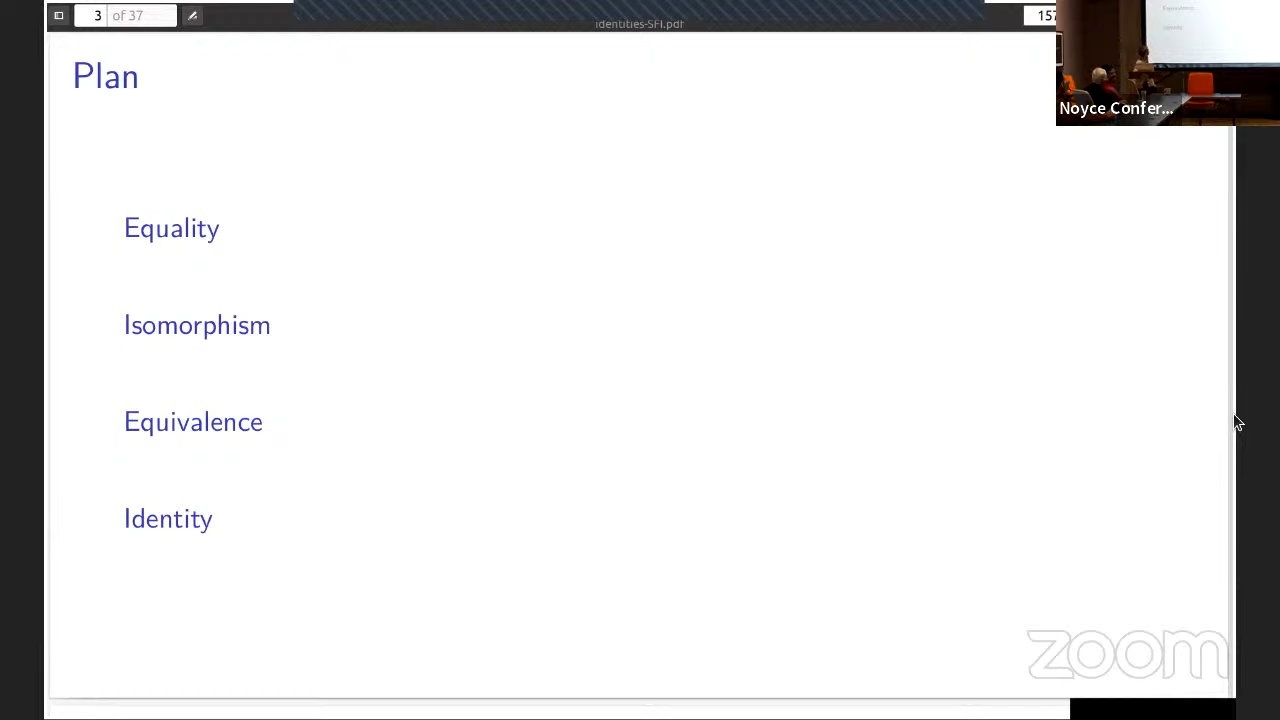 3 of 37
identities-SFI.pdf
157
Plan
Noyce Confer...
Equality
Isomorphism
Equivalence
Identity
zoom